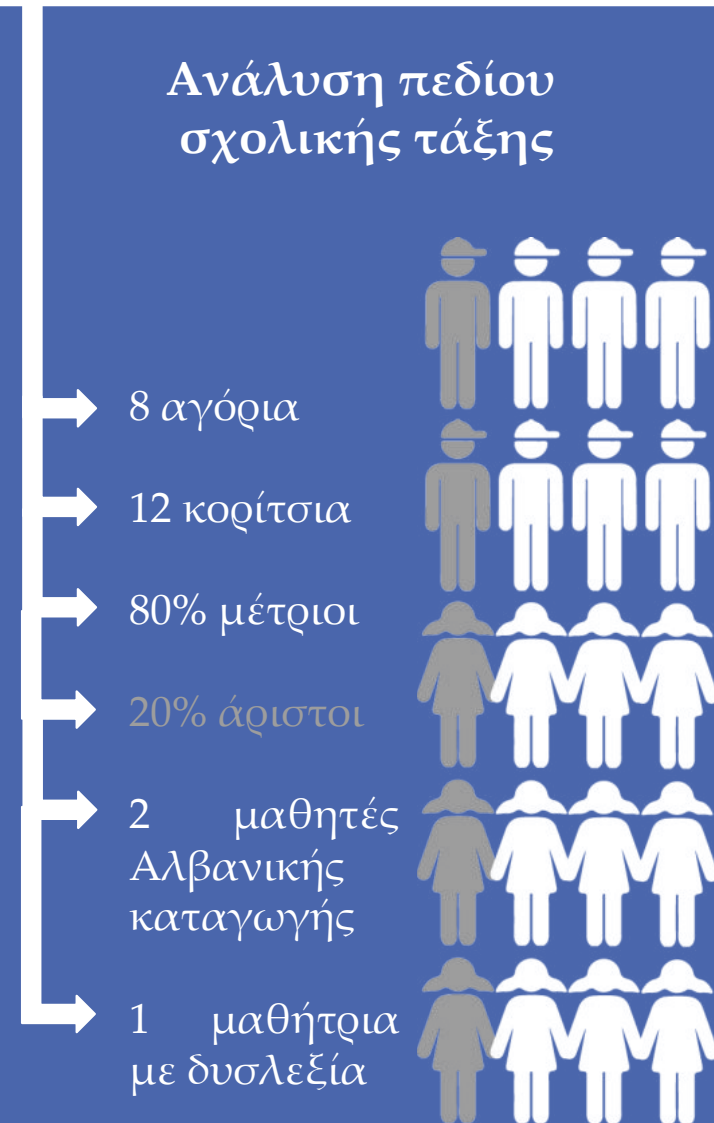 Ανάλυση πεδίου
σχολικής τάξης
8 αγόρια
12 κορίτσια
80% μέτριοι
20% άριστοι
2 μαθητές
Αλβανικής
καταγωγής
1 μαθήτρια
με δυσλεξία